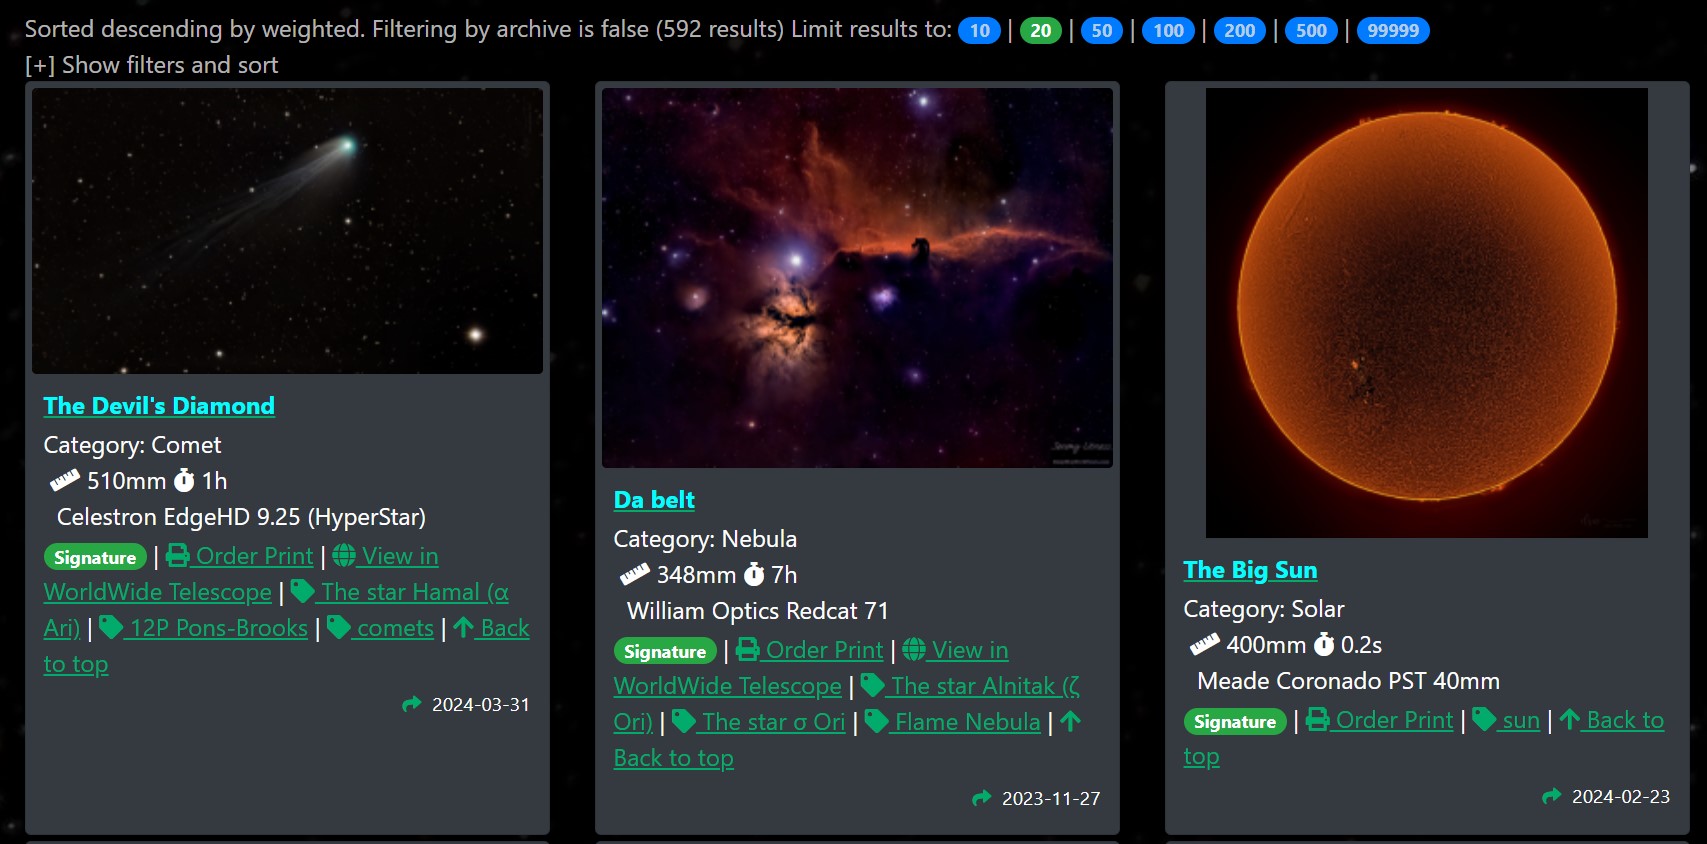 Sorted descending by weighted. Filtering by archive is false (592 results) Limit results to: 10 | 20 | 50 | 100 | 200 | 500 | 99999
[+] Show filters and sort
The Devil's Diamond
Category: Comet
510mm 1h
Celestron EdgeHD 9.25 (HyperStar)
Signature | Order Print | View in
WorldWide Telescope | The star Hamal (α
Ari) | 12P Pons-Brooks | comets | Back
to top
2024-03-31
Da belt
Category: Nebula
348mm 7h
William Optics Redcat 71
Signature | Order Print | View in
WorldWide Telescope | The star Alnitak (ζ
Ori) | The star σ Ori | Flame Nebula |
Back to top
2023-11-27
The Big Sun
Category: Solar
400mm 0.2s
Meade Coronado PST 40mm
Signature | Order Print | sun | Back to
top
2024-02-23